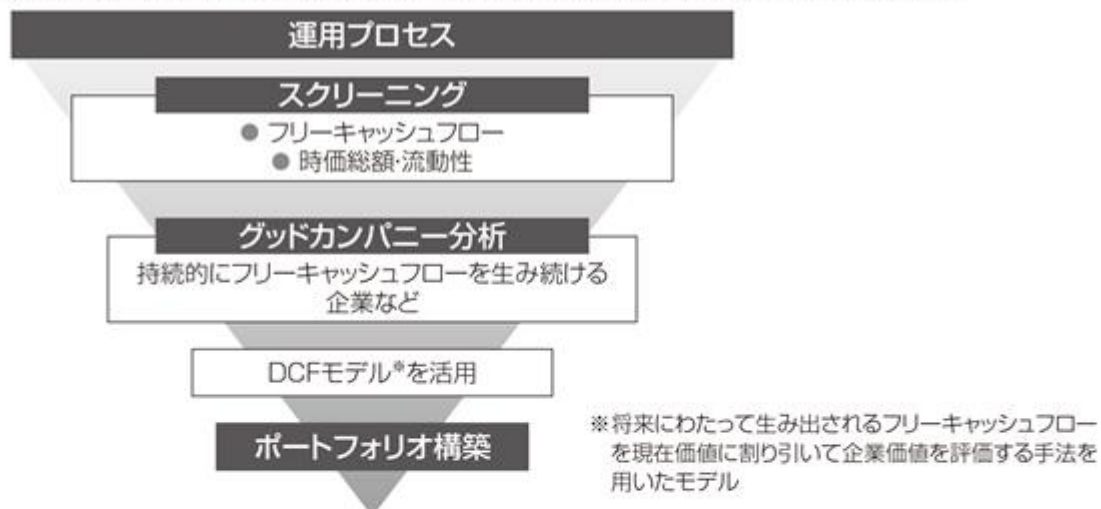 運用プロセス
スクリーニング
● フリーキャッシュフロー
● 時価総額・流動性
グッドカンパニー分析
持続的にフリーキャッシュフローを生み続ける
企業など
DCFモデル※を活用
ポートフォリオ構築
※将来にわたって生み出されるフリーキャッシュフロー
を現在価値に割り引いて企業価値を評価する手法を
用いたモデル